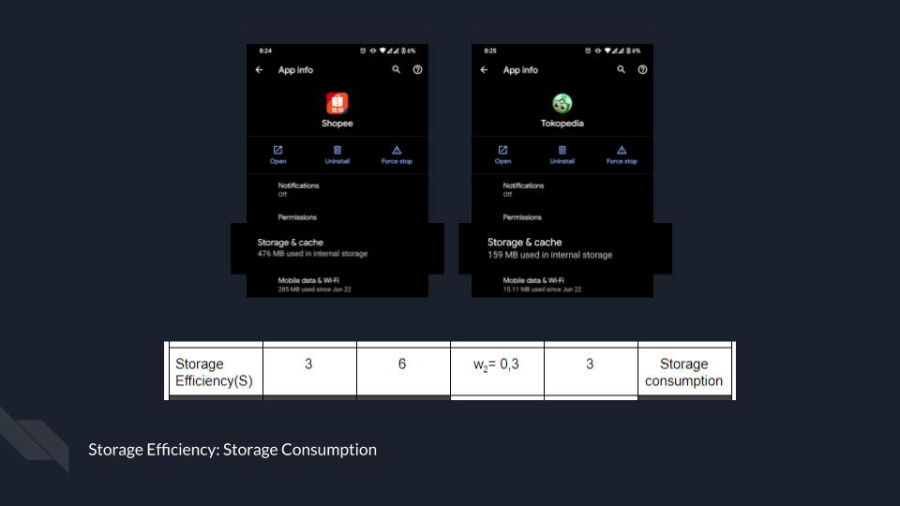 8:24
6%
App info
Shopee
Open
Uninstall
Force stop
Notifications
Off
Permissions
Storage & cache
476 MB used in internal storage
Mobile data & Wi-Fi
285 MB used since Jun 22
8:25
6%
App info
Tokopedia
Open
Uninstall
Force stop
Notifications
Off
Permissions
Storage & cache
159 MB used in internal storage
Mobile data & Wi-Fi
15.11 MB used since Jun 22
Storage Efficiency(S) 3 6 w₂= 0,3 3 Storage consumption
Storage Efficiency: Storage Consumption